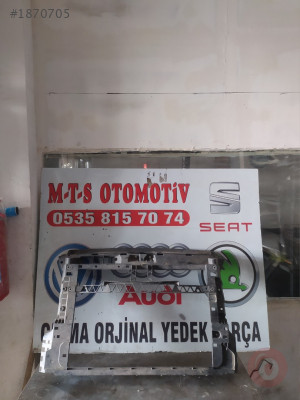 #1870705
M-T-S OTOMOTİV
0535 815 70 74
SEAT
Audi
ORJİNAL YEDEK